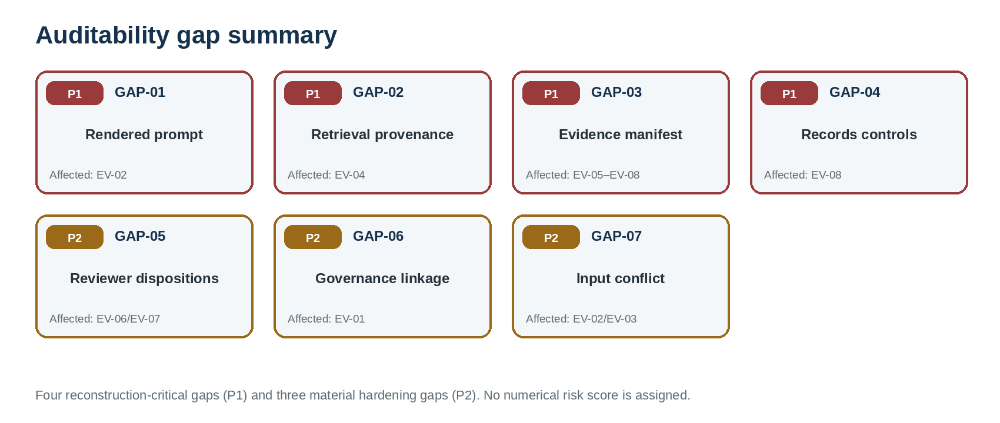 Auditability gap summary
P1 GAP-01
Rendered prompt
Affected: EV-02
P1 GAP-02
Retrieval provenance
Affected: EV-04
P1 GAP-03
Evidence manifest
Affected: EV-05–EV-08
P1 GAP-04
Records controls
Affected: EV-08
P2 GAP-05
Reviewer dispositions
Affected: EV-06/EV-07
P2 GAP-06
Governance linkage
Affected: EV-01
P2 GAP-07
Input conflict
Affected: EV-02/EV-03
Four reconstruction-critical gaps (P1) and three material hardening gaps (P2). No numerical risk score is assigned.